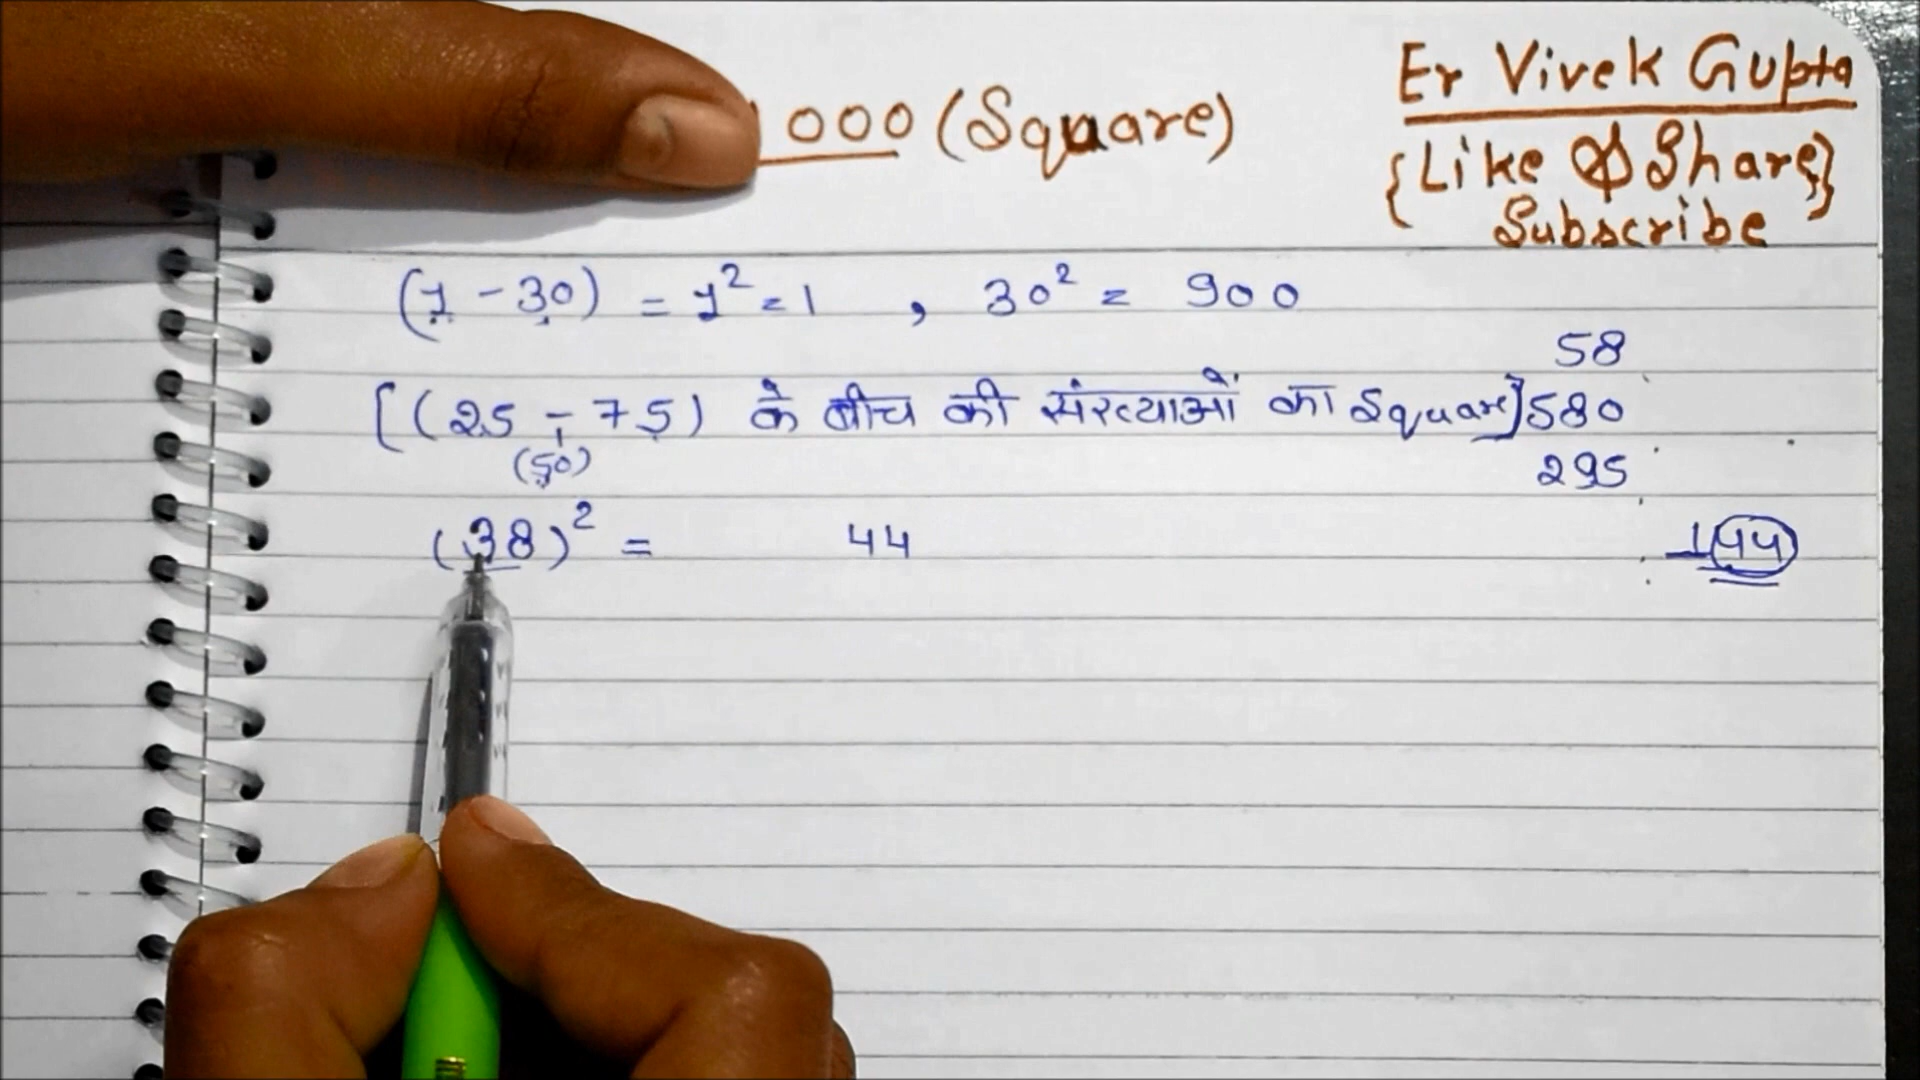 000 (Square)
Er Vivek Gupta
{Like & Share}
Subscribe
(1 - 30) = 1² = 1 , 30² = 900
58
[(25 - 75) के बीच की संख्याओं का Square] 580
(50)
295
(38)² = 44
144